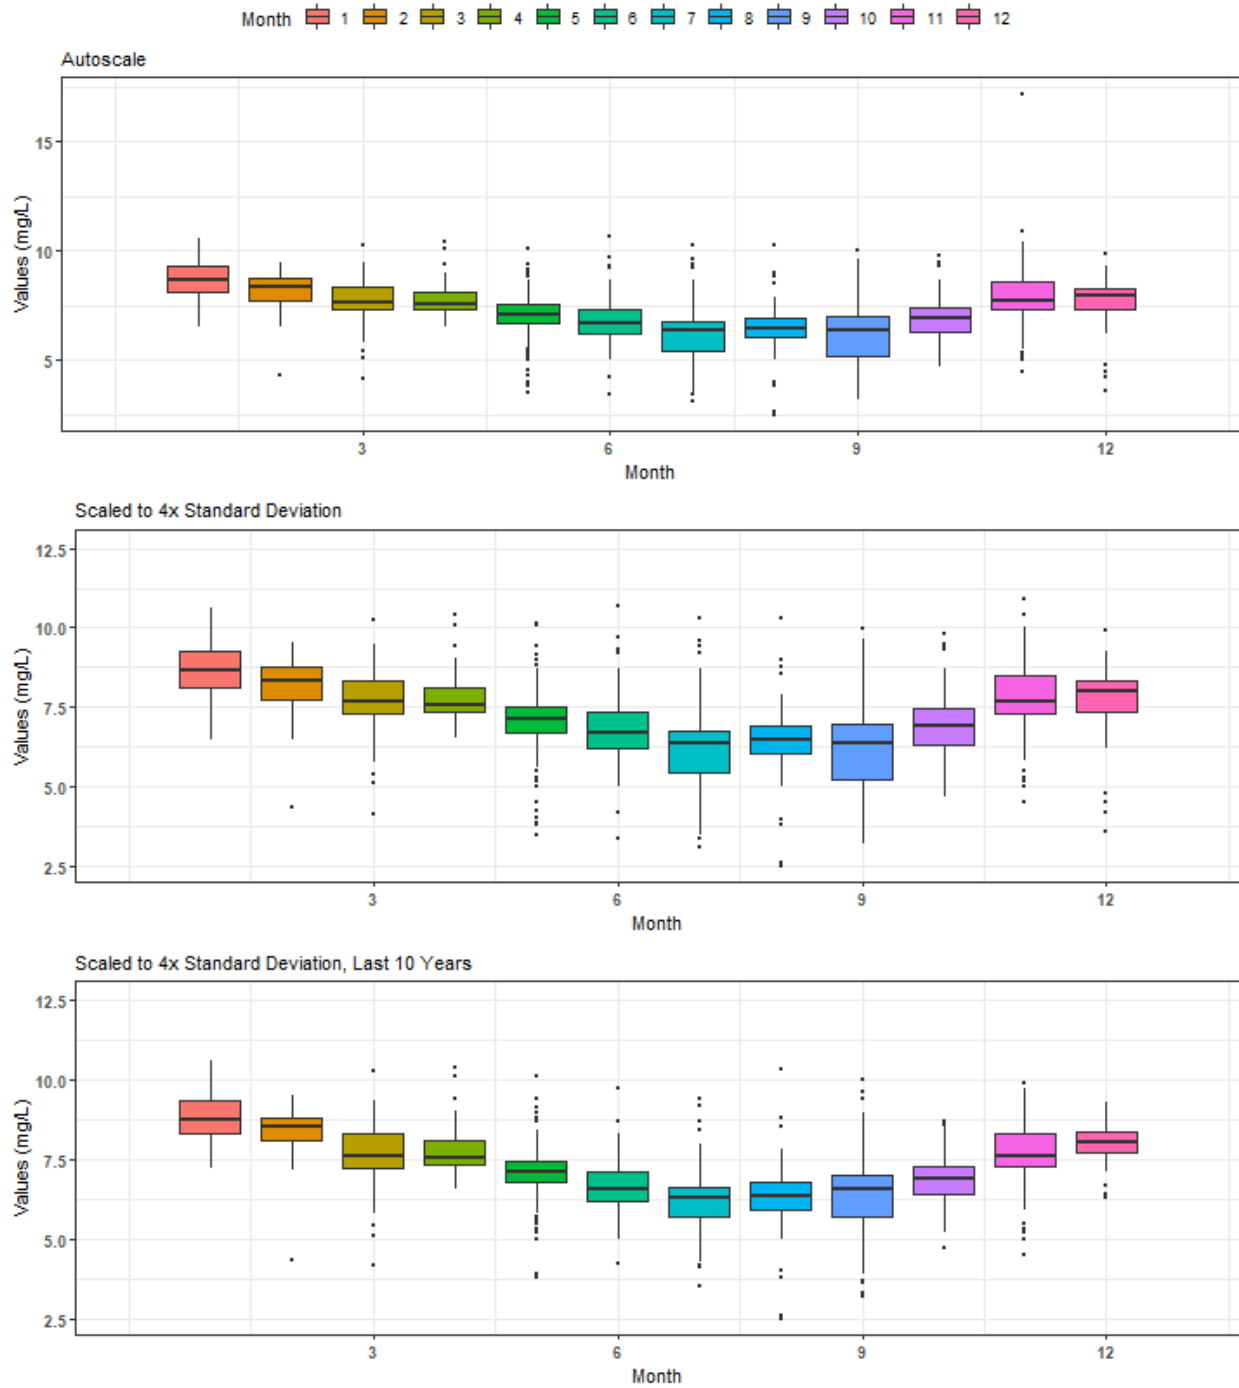 Month 1 2 3 4 5 6 7 8 9 10 11 12
Autoscale
Values (mg/L)
15
10
5
3 6 9 12
Month
Scaled to 4x Standard Deviation
Values (mg/L)
12.5
10.0
7.5
5.0
2.5
3 6 9 12
Month
Scaled to 4x Standard Deviation, Last 10 Years
Values (mg/L)
12.5
10.0
7.5
5.0
2.5
3 6 9 12
Month